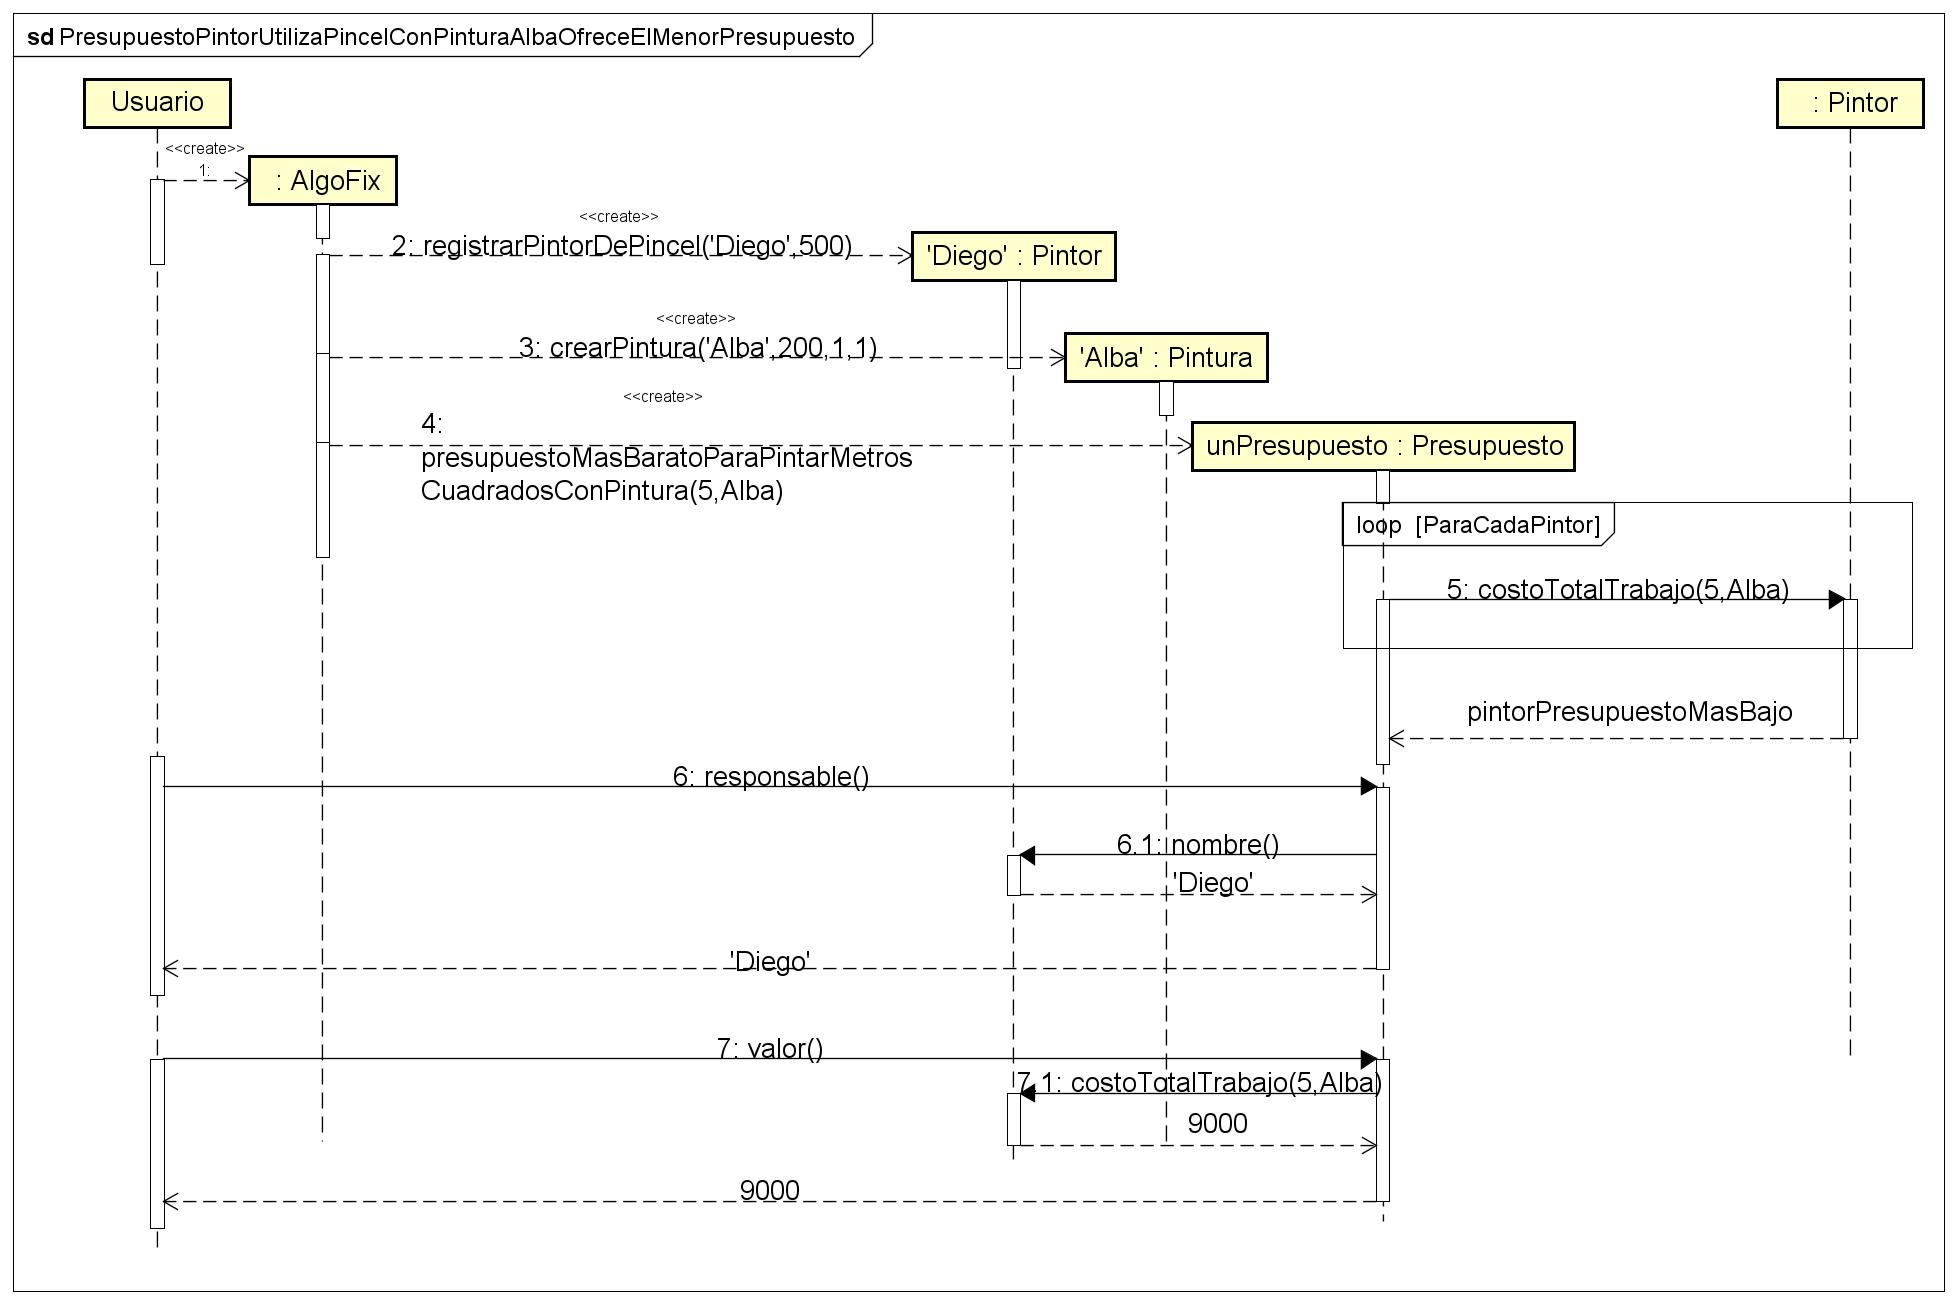 sd PresupuestoPintorUtilizaPincelConPinturaAlbaOfreceElMenorPresupuesto
Usuario
: Pintor
<<create>>
1:
: AlgoFix
<<create>>
2: registrarPintorDePincel('Diego',500)
'Diego' : Pintor
<<create>>
3: crearPintura('Alba',200,1,1)
'Alba' : Pintura
<<create>>
4:
presupuestoMasBaratoParaPintarMetros
CuadradosConPintura(5,Alba)
unPresupuesto : Presupuesto
loop [ParaCadaPintor]
5: costoTotalTrabajo(5,Alba)
pintorPresupuestoMasBajo
6: responsable()
6.1: nombre()
'Diego'
'Diego'
7: valor()
7.1: costoTotalTrabajo(5,Alba)
9000
9000